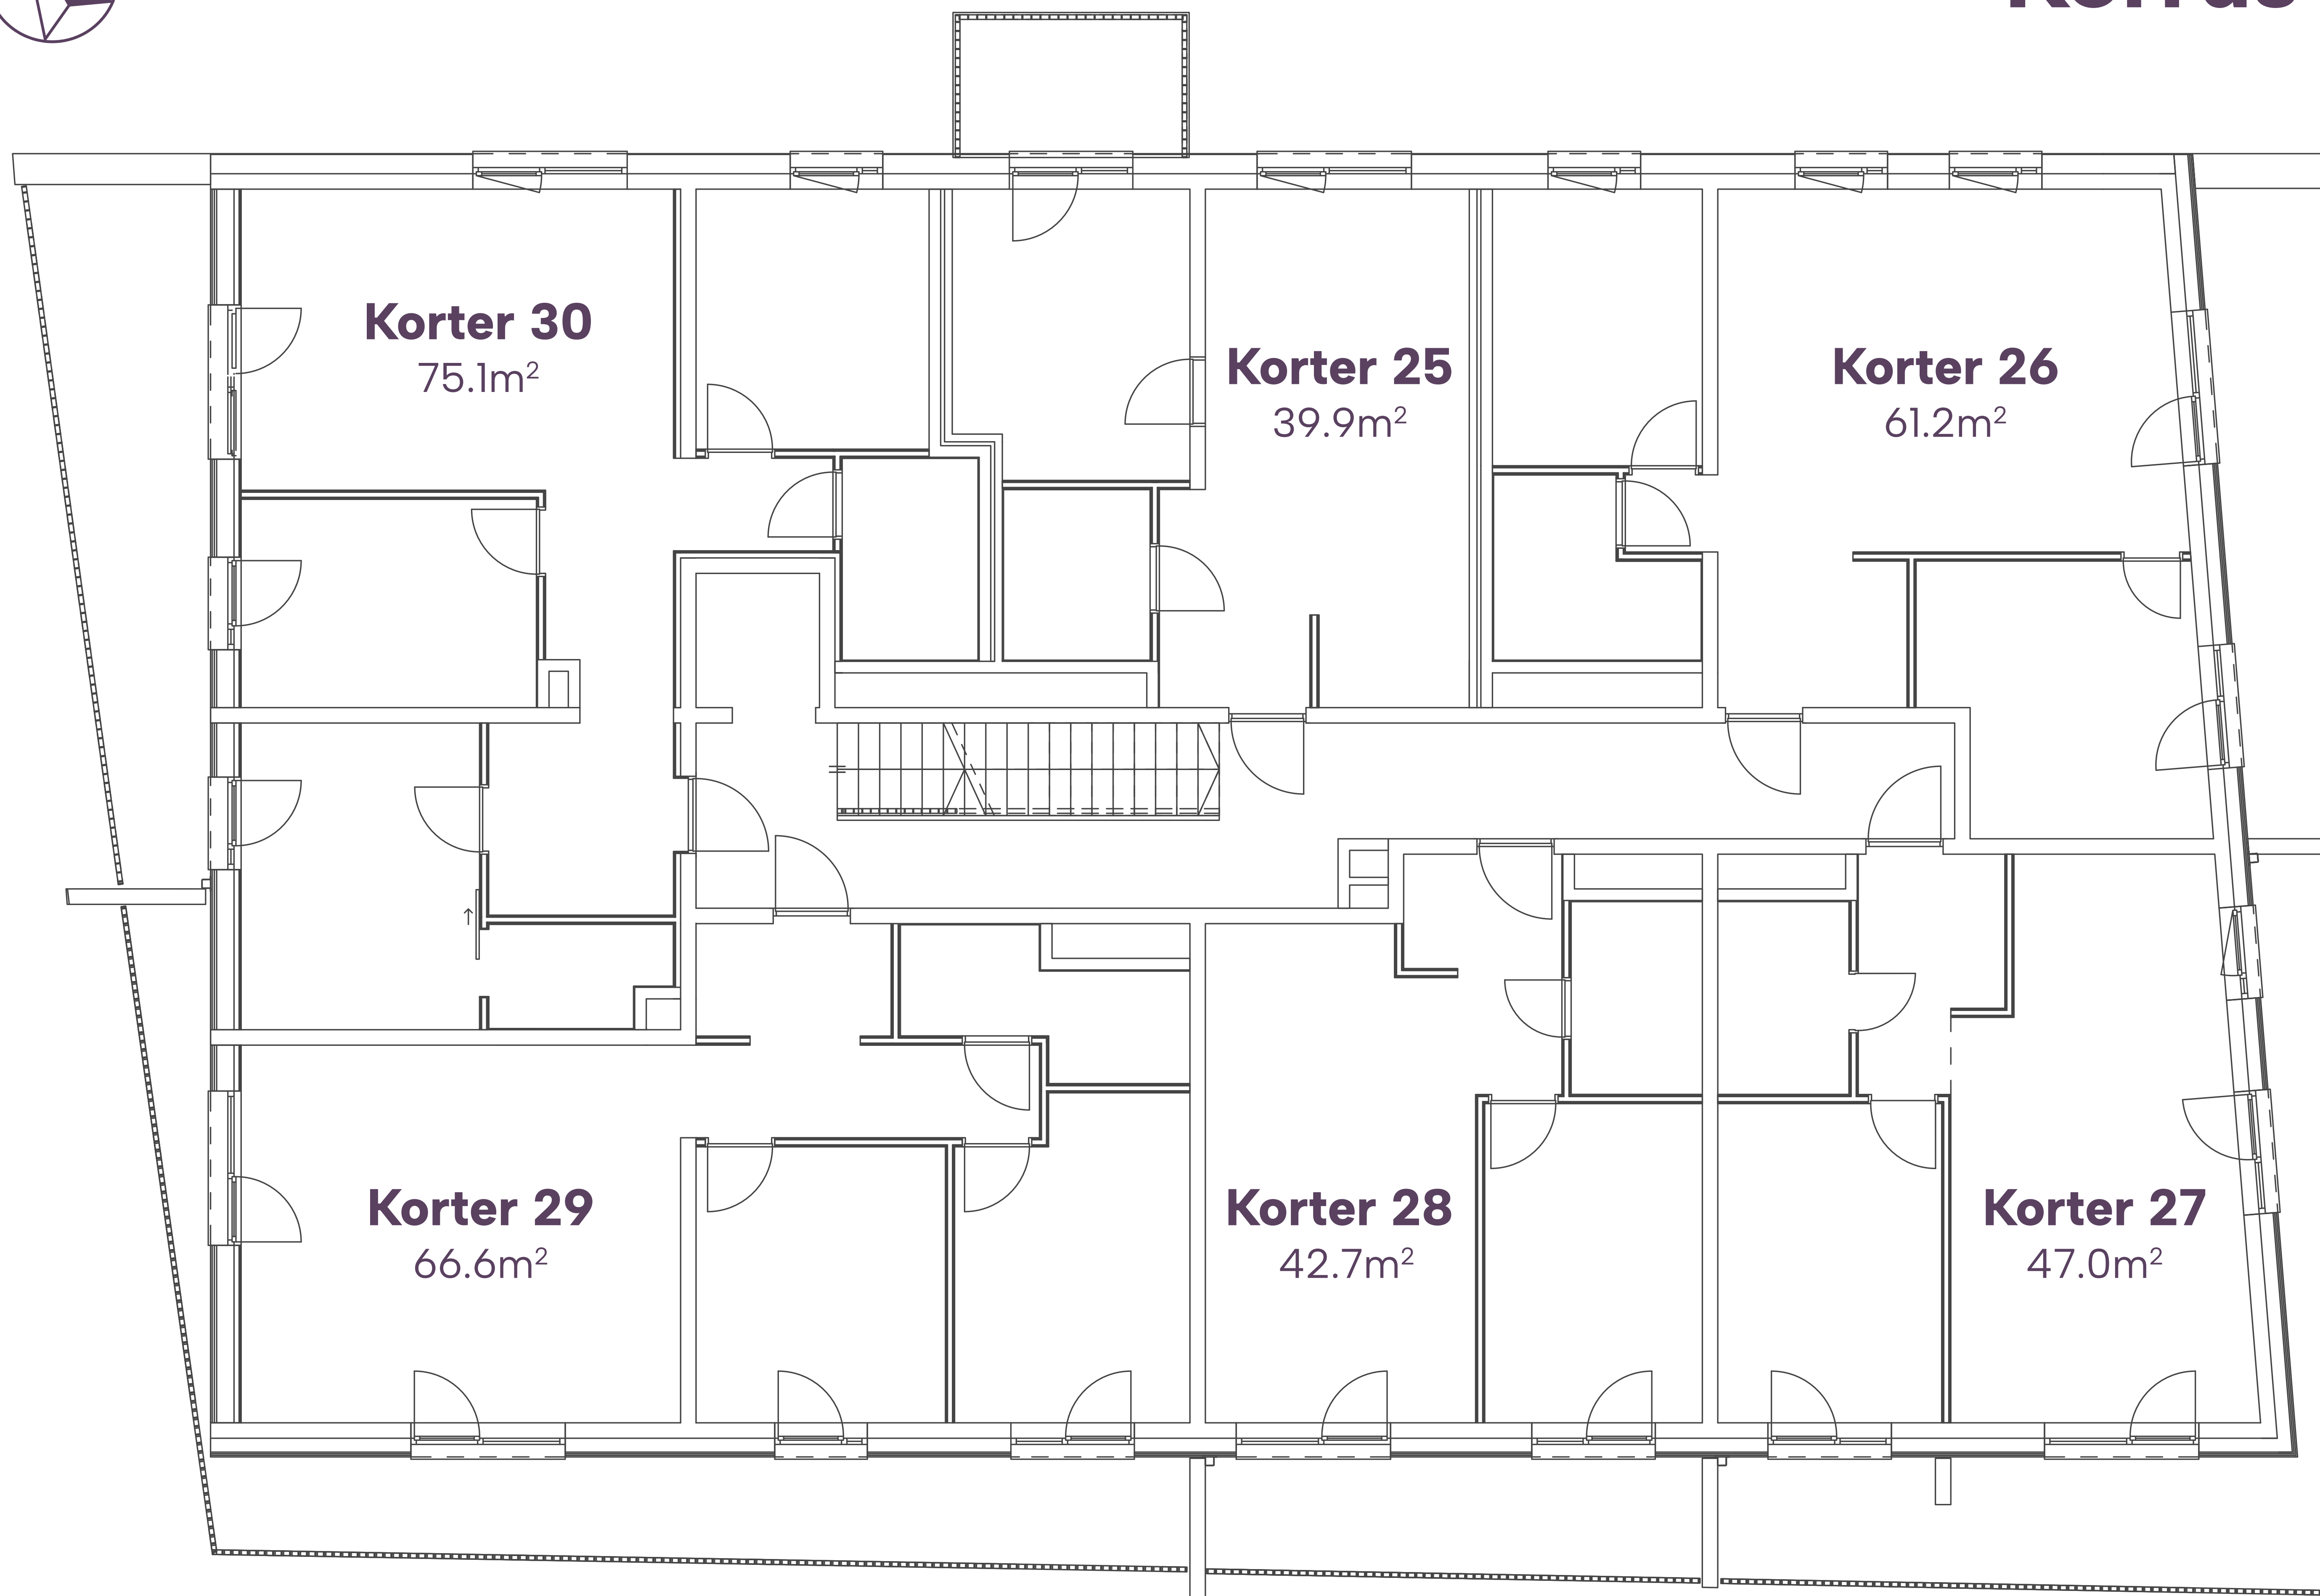 Korter 30
75.1m²
Korter 25
39.9m²
Korter 26
61.2m²
Korter 29
66.6m²
Korter 28
42.7m²
Korter 27
47.0m²